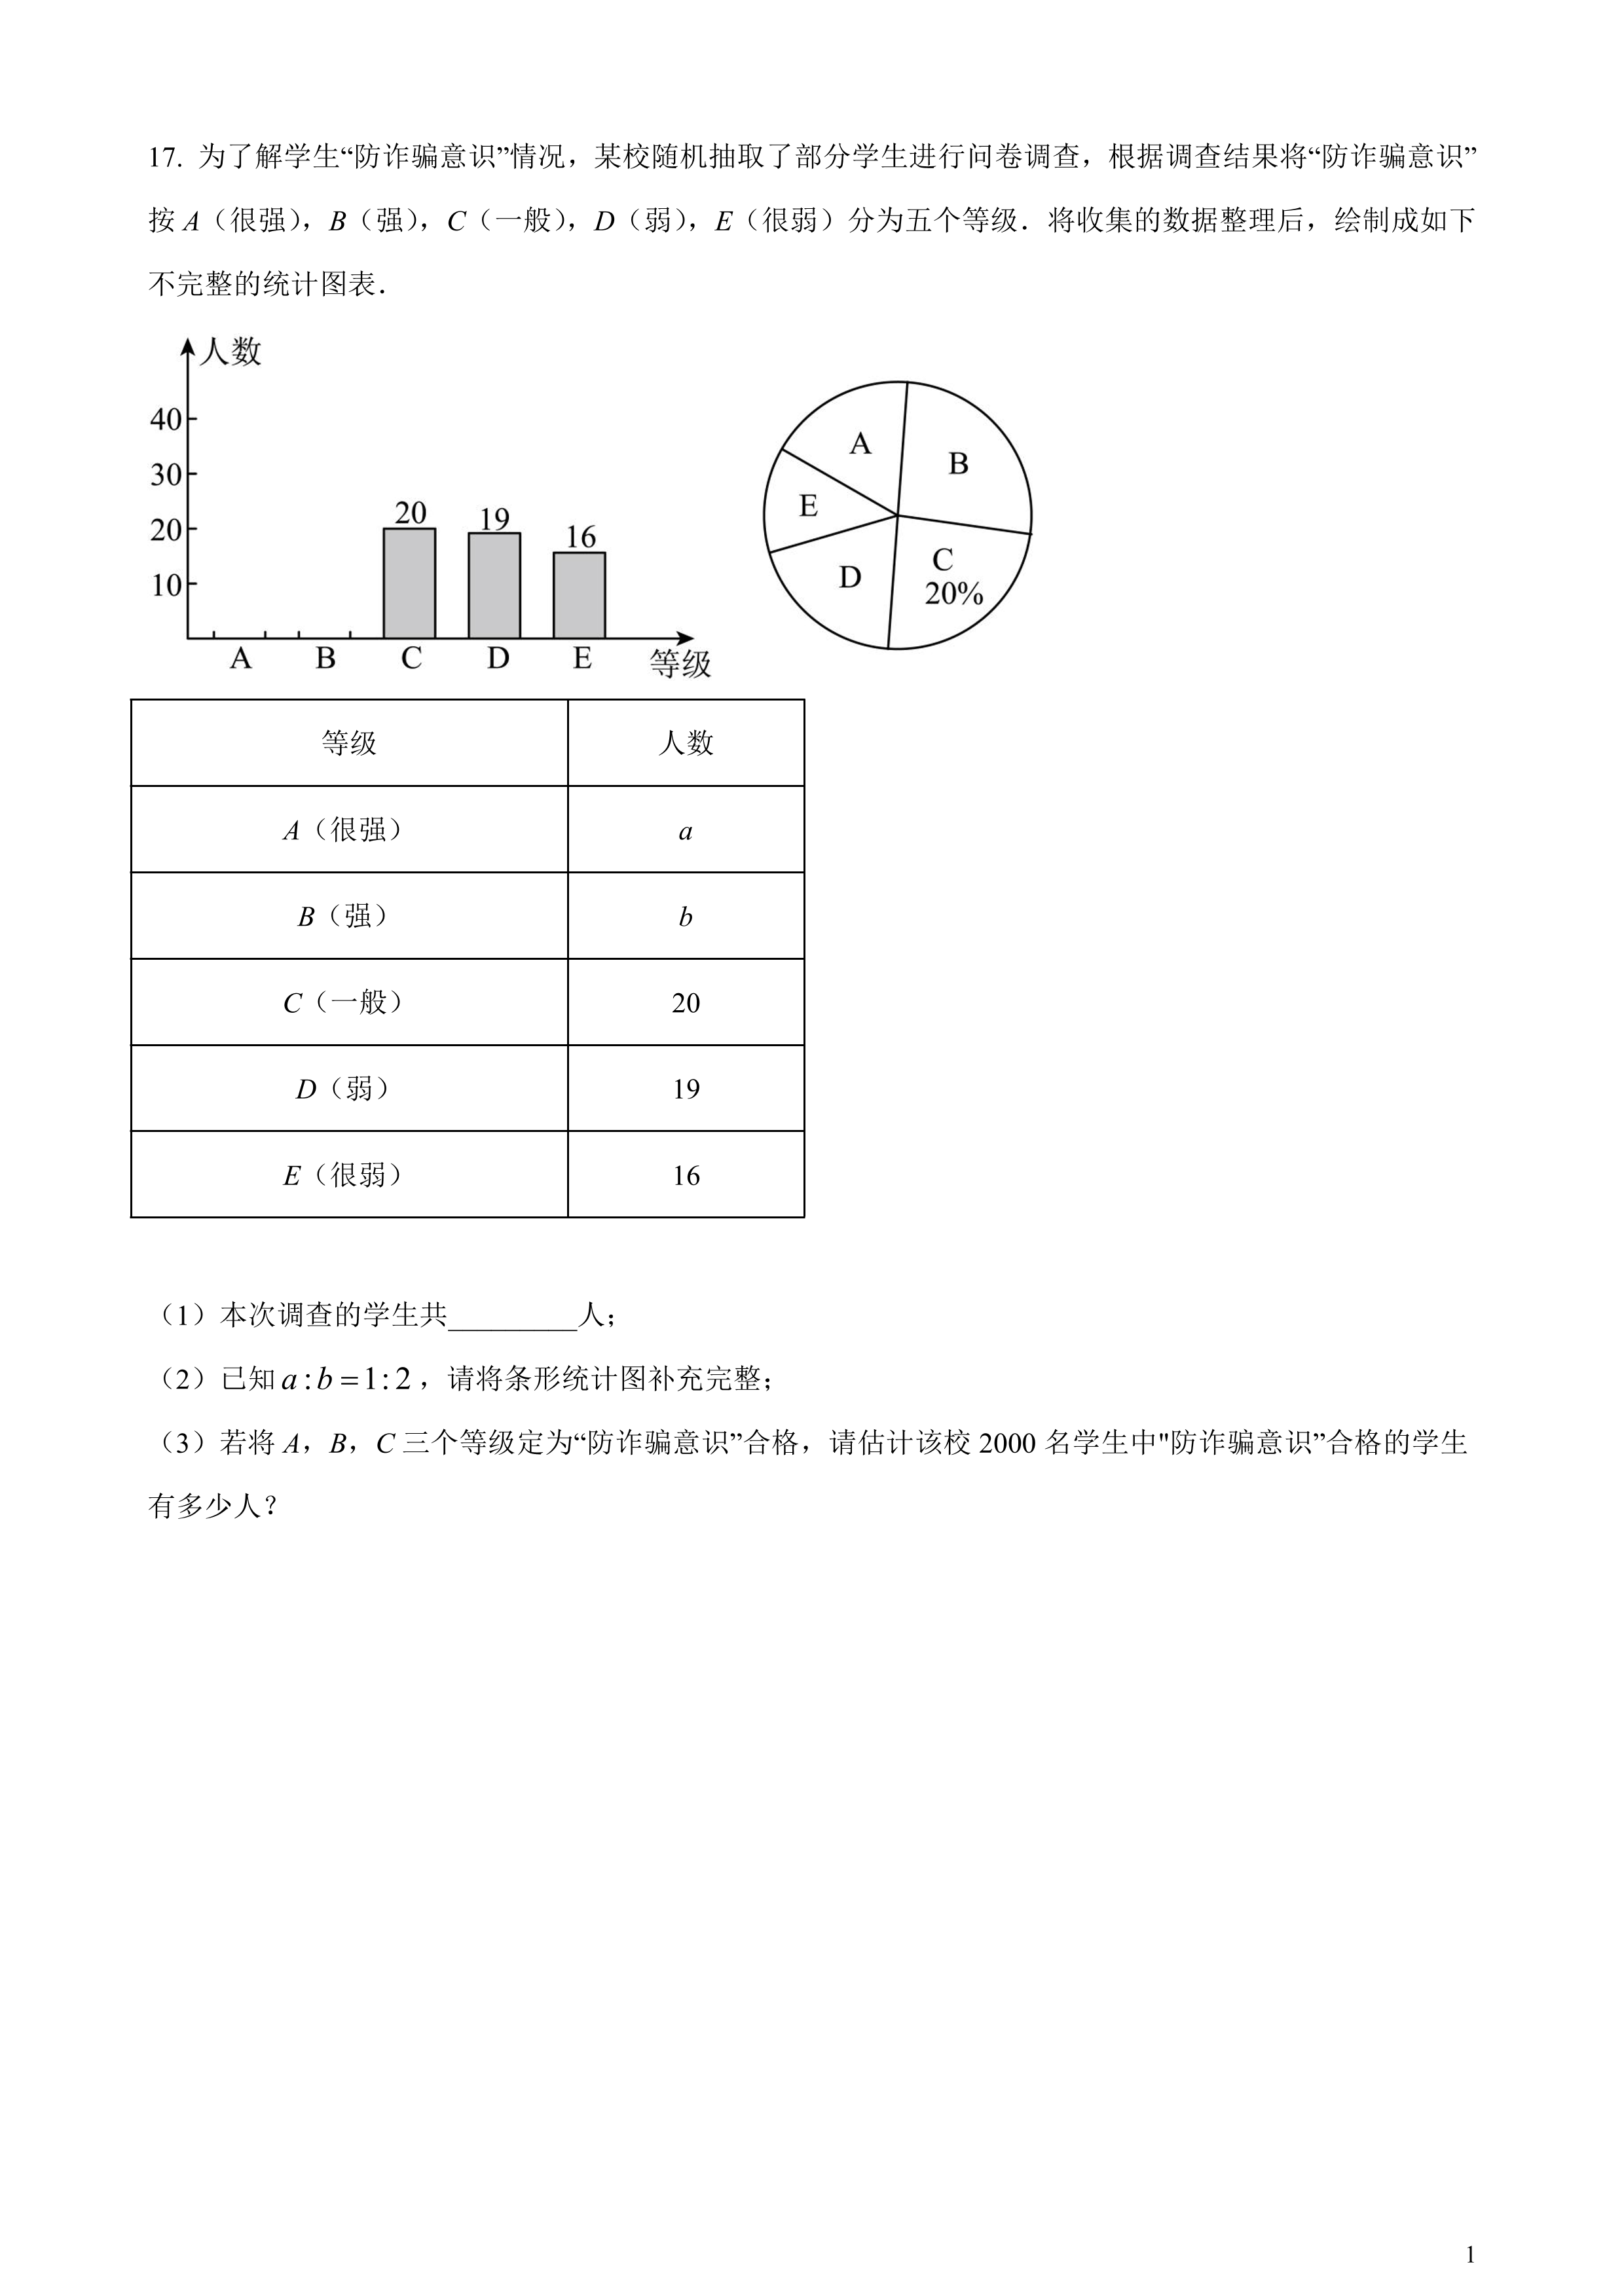 17. 为了解学生“防诈骗意识”情况，某校随机抽取了部分学生进行问卷调查，根据调查结果将“防诈骗意识”
按 A（很强），B（强），C（一般），D（弱），E（很弱）分为五个等级．将收集的数据整理后，绘制成如下
不完整的统计图表．
人数
40
30
20
10
20
19
16
A B C D E
等级
A
B
E
C
20%
D
等级 人数
A（很强） a
B（强） b
C（一般） 20
D（弱） 19
E（很弱） 16
（1）本次调查的学生共_________人；
（2）已知 a:b=1:2，请将条形统计图补充完整；
（3）若将 A，B，C 三个等级定为“防诈骗意识”合格，请估计该校 2000 名学生中"防诈骗意识”合格的学生
有多少人？
1